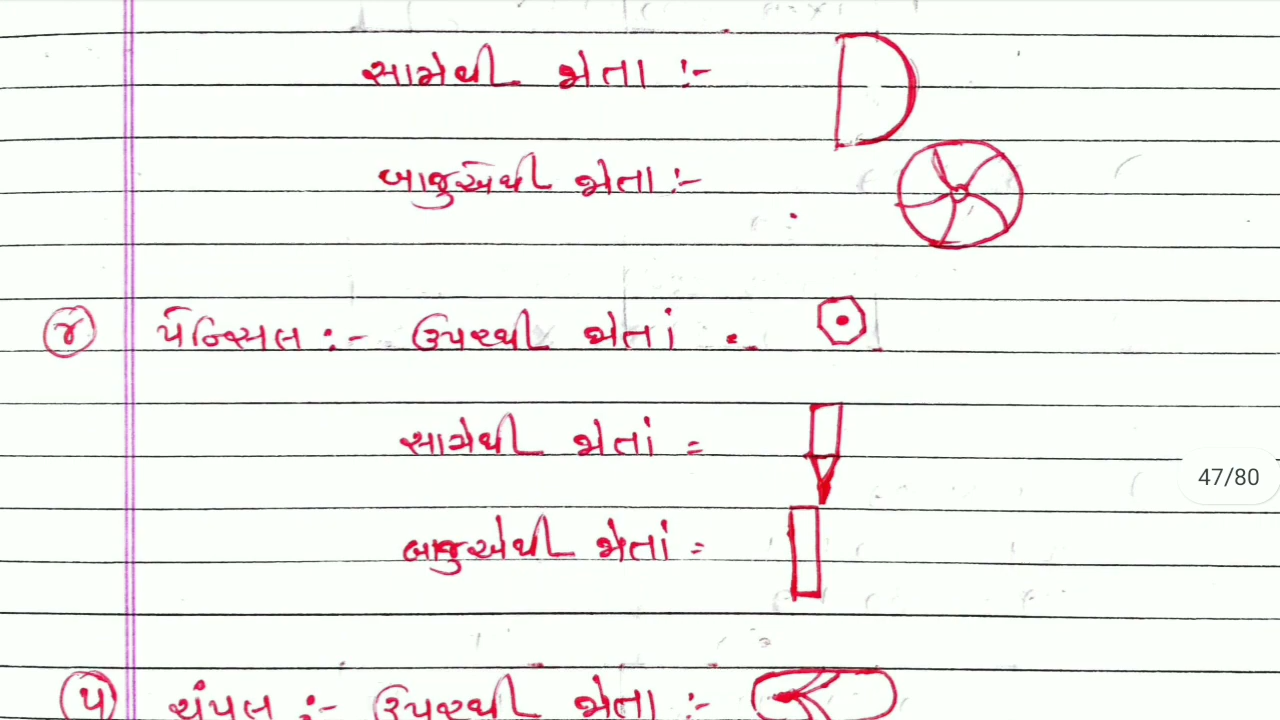 સામેથી જોતા :-
બાજુએથી જોતા :-
૪ પેન્સિલ :- ઉપરથી જોતાં =
સામેથી જોતાં =
બાજુએથી જોતાં =
47/80
૫ ચંપલ :- ઉપરથી જોતા :-